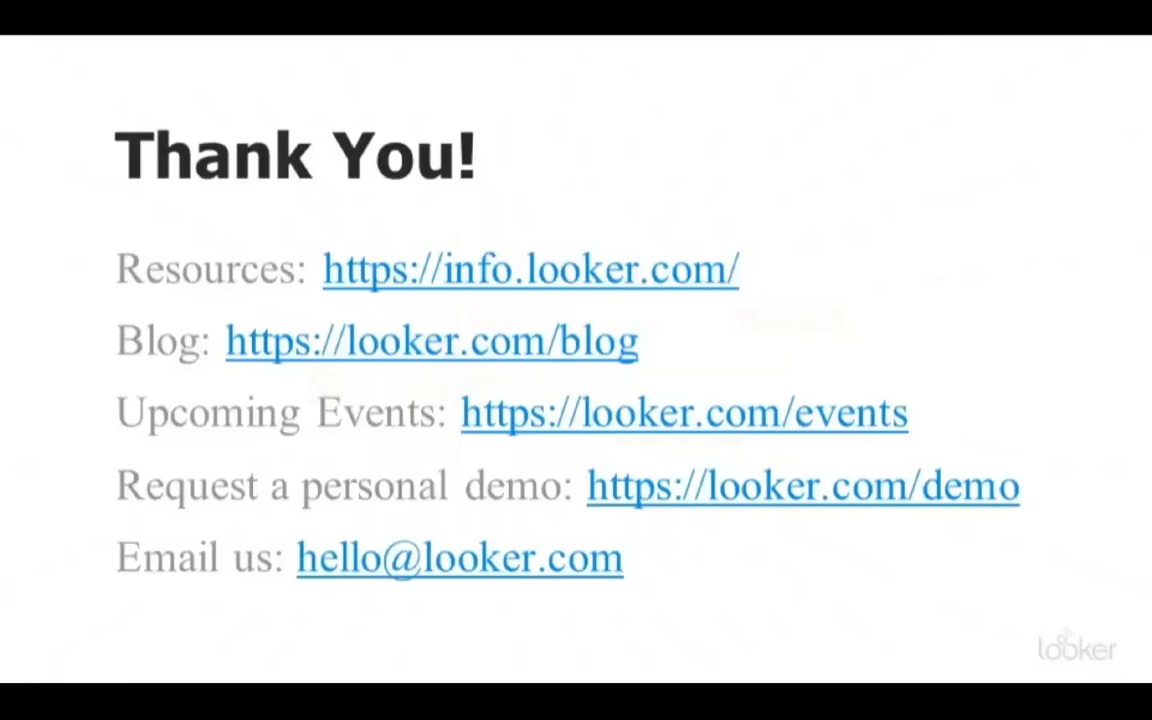 Thank You!
Resources: https://info.looker.com/
Blog: https://looker.com/blog
Upcoming Events: https://looker.com/events
Request a personal demo: https://looker.com/demo
Email us: hello@looker.com
looker